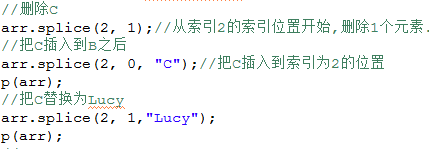 //删除C
arr.splice(2, 1);//从索引2的索引位置开始,删除1个元素.
//把C插入到B之后
arr.splice(2, 0, "C");//把C插入到索引为2的位置
p(arr);
//把C替换为Lucy
arr.splice(2, 1,"Lucy");
p(arr);